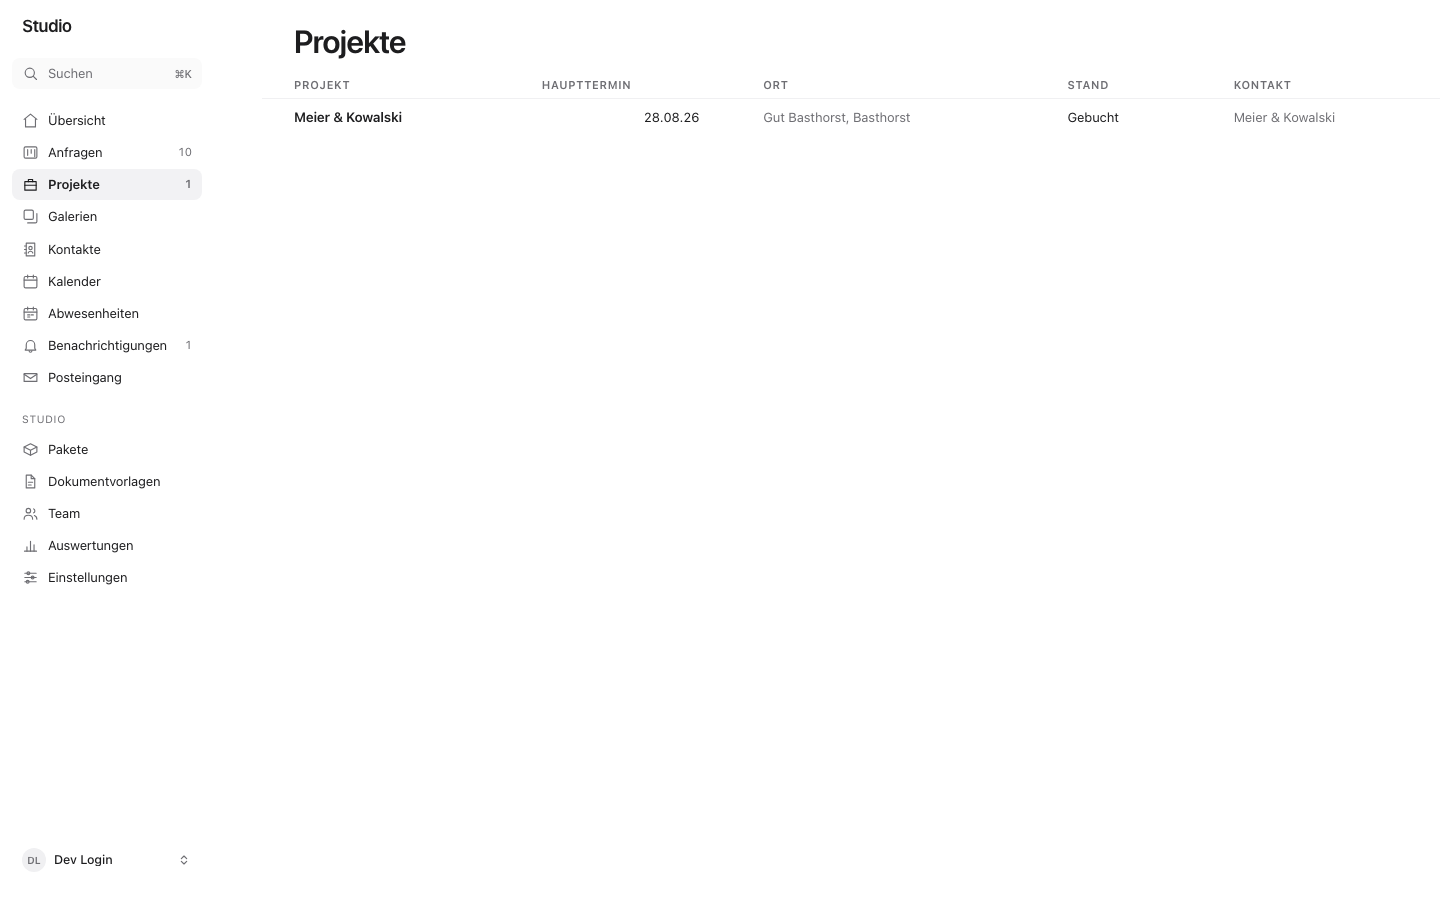 Studio
Suchen ⌘K
Übersicht
Anfragen 10
Projekte 1
Galerien
Kontakte
Kalender
Abwesenheiten
Benachrichtigungen 1
Posteingang
STUDIO
Pakete
Dokumentvorlagen
Team
Auswertungen
Einstellungen
DL Dev Login
Projekte
PROJEKT HAUPTTERMIN ORT STAND KONTAKT
Meier & Kowalski 28.08.26 Gut Basthorst, Basthorst Gebucht Meier & Kowalski